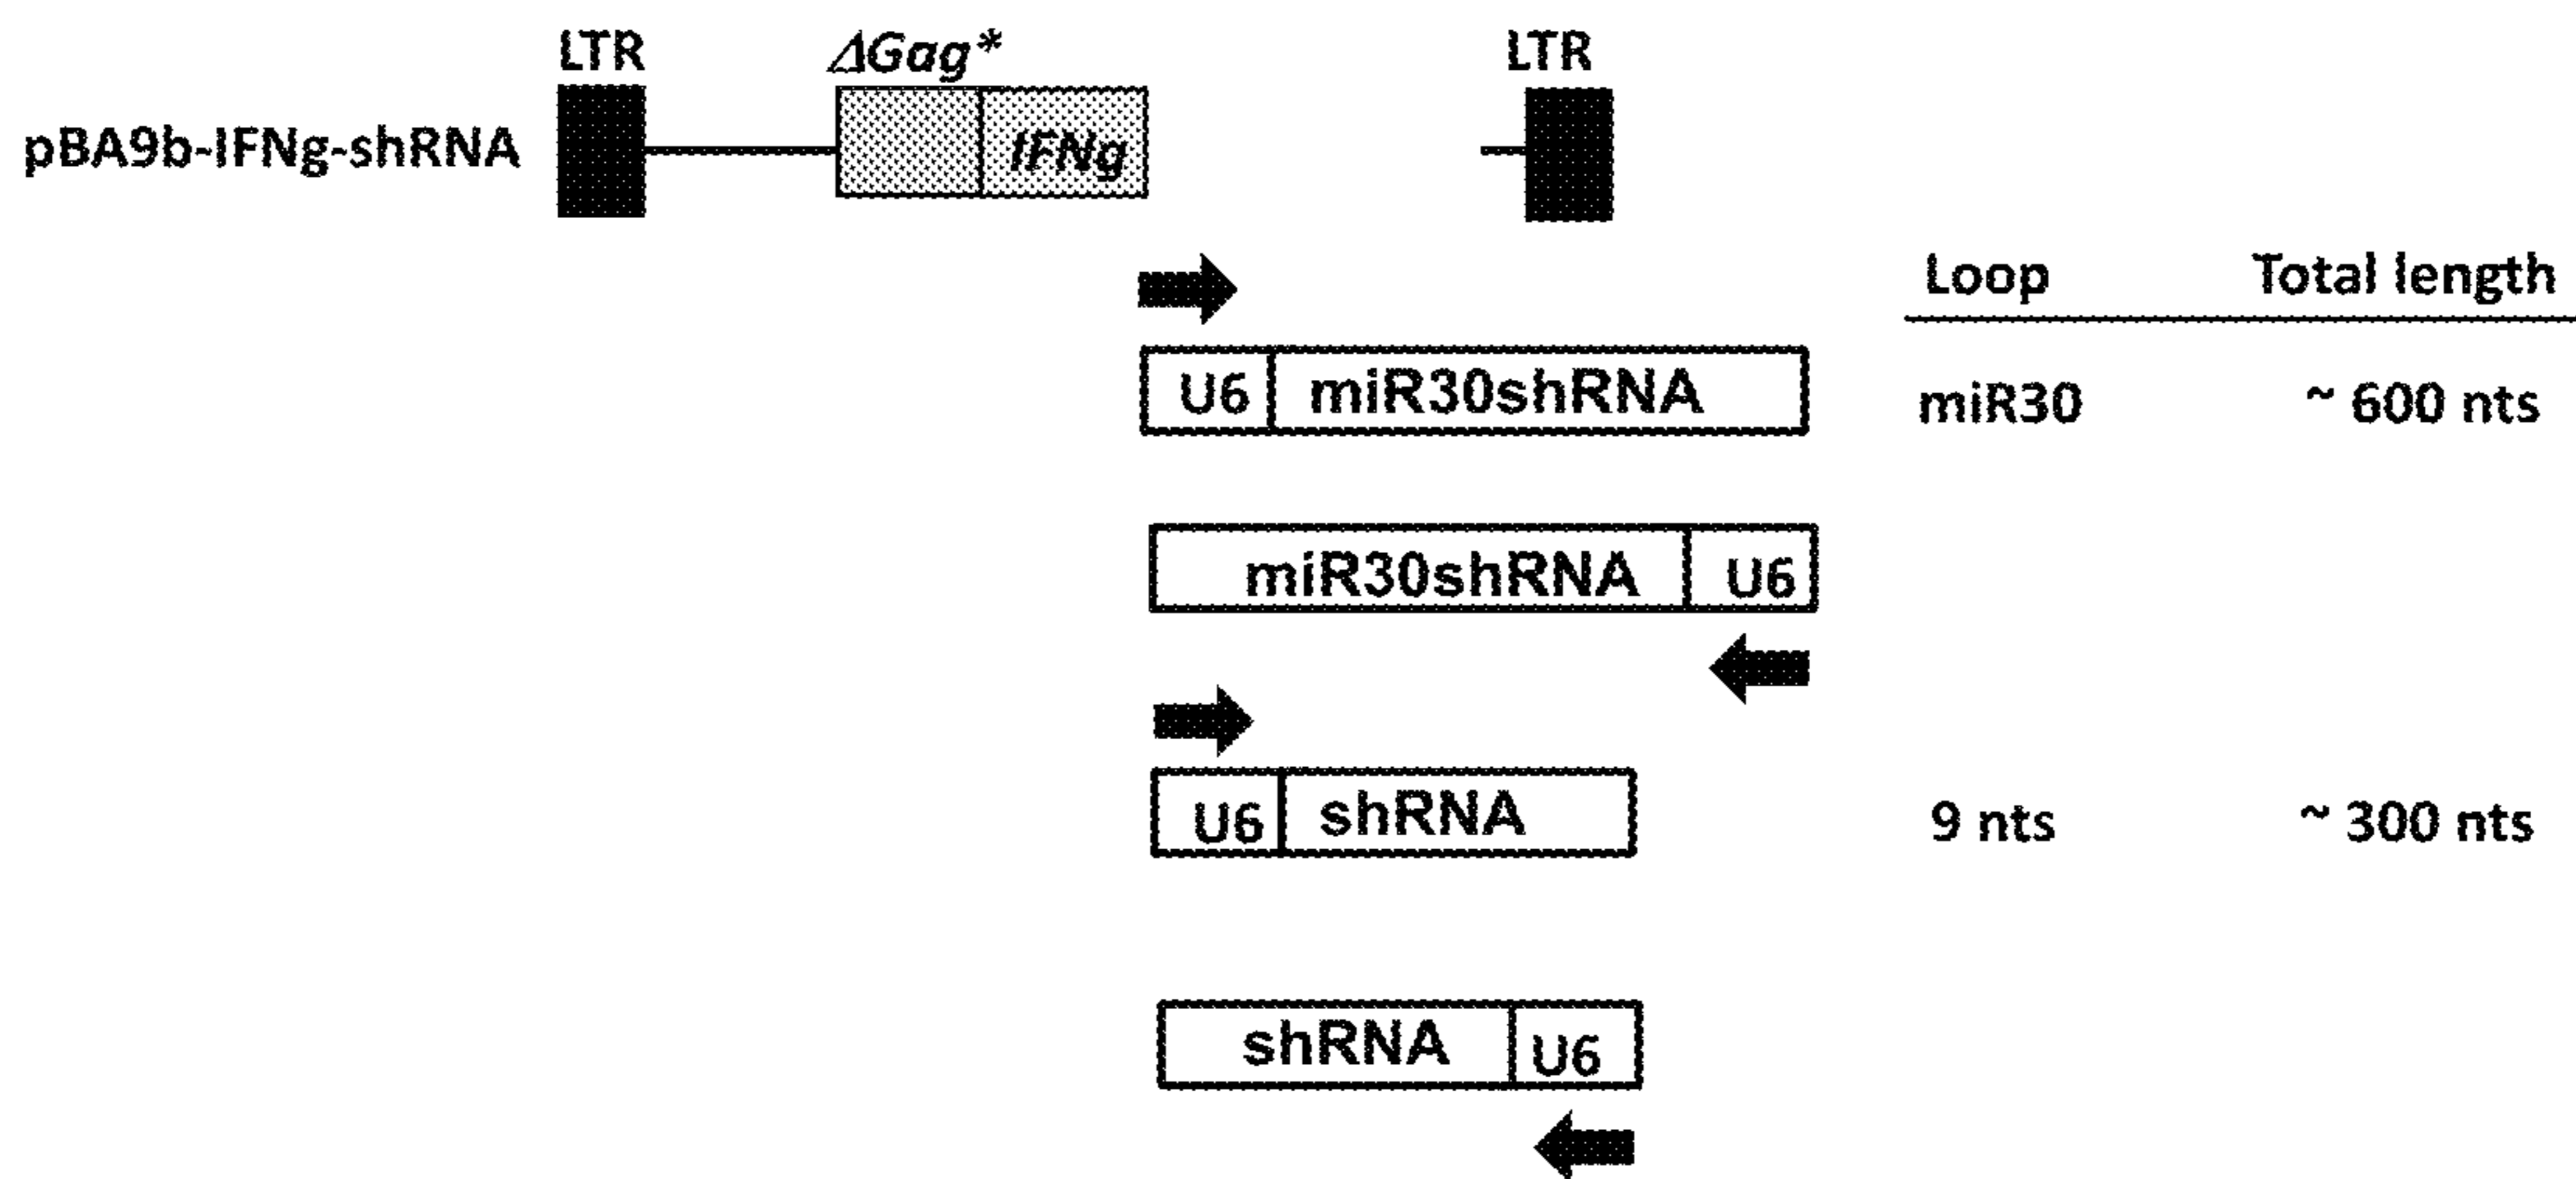 LTR ΔGag* LTR
pBA9b-IFNg-shRNA IFNg
Loop Total length
U6 miR30shRNA miR30 ~ 600 nts
miR30shRNA U6
U6 shRNA 9 nts ~ 300 nts
shRNA U6